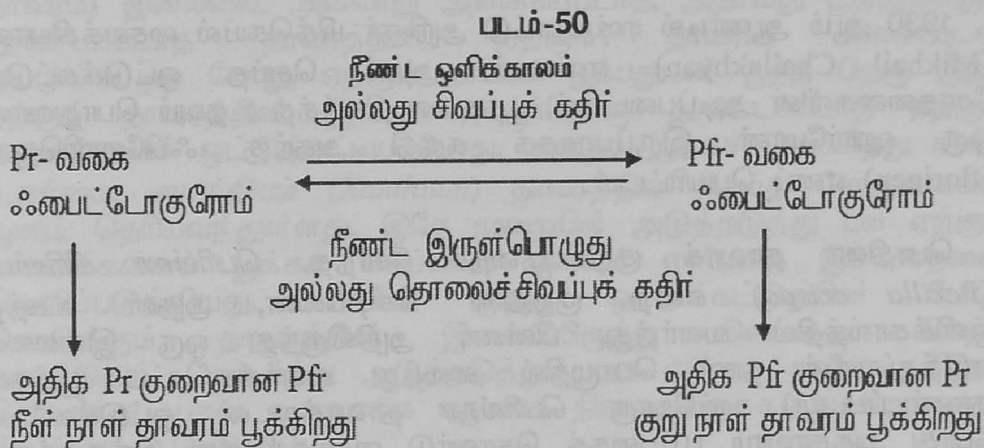 படம்-50
நீண்ட ஒளிக்காலம்
அல்லது சிவப்புக் கதிர்
Pr- வகை
ஃபைட்டோகுரோம்
Pfr- வகை
ஃபைட்டோகுரோம்
நீண்ட இருள்பொழுது
அல்லது தொலைச்சிவப்புக் கதிர்
அதிக Pr குறைவான Pfr
நீள் நாள் தாவரம் பூக்கிறது
அதிக Pfr குறைவான Pr
குறு நாள் தாவரம் பூக்கிறது